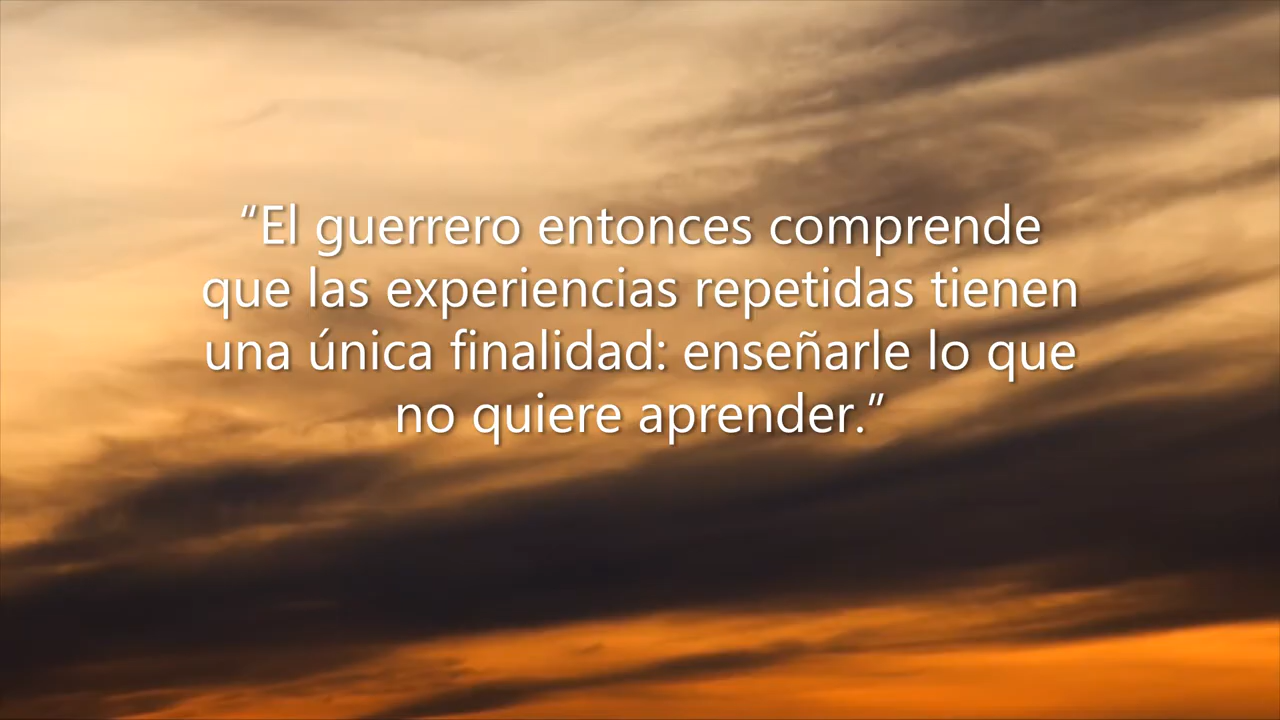 “El guerrero entonces comprende
que las experiencias repetidas tienen
una única finalidad: enseñarle lo que
no quiere aprender.”